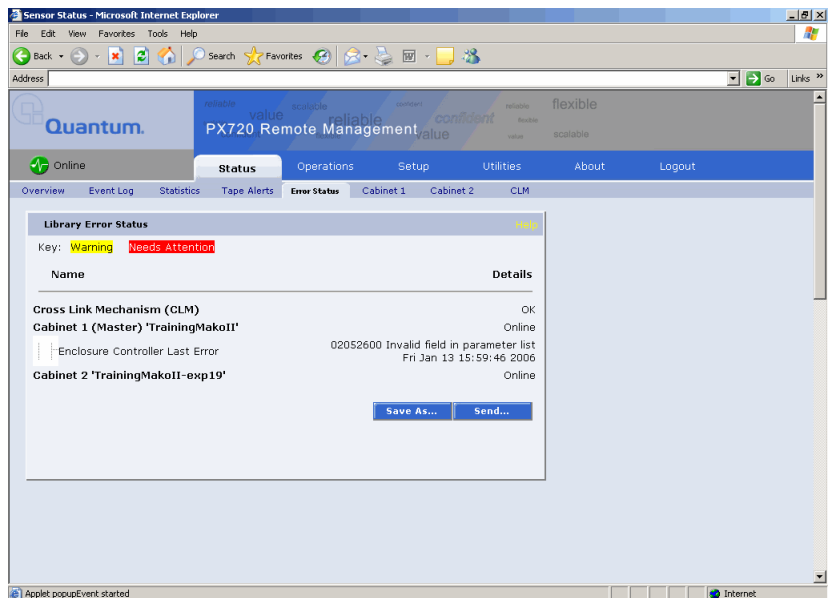 Sensor Status - Microsoft Internet Explorer
File Edit View Favorites Tools Help
Back Search Favorites
Address Go Links »
Quantum.
reliable value scalable reliable confident value confident reliable flexible value flexible scalable
PX720 Remote Management
Online
Status Operations Setup Utilities About Logout
Overview Event Log Statistics Tape Alerts Error Status Cabinet 1 Cabinet 2 CLM
Library Error Status Help
Key: Warning Needs Attention
Name Details
Cross Link Mechanism (CLM) OK
Cabinet 1 (Master) 'TrainingMakoII' Online
Enclosure Controller Last Error 02052600 Invalid field in parameter list
Fri Jan 13 15:59:46 2006
Cabinet 2 'TrainingMakoII-exp19' Online
Save As... Send...
Applet popupEvent started Internet